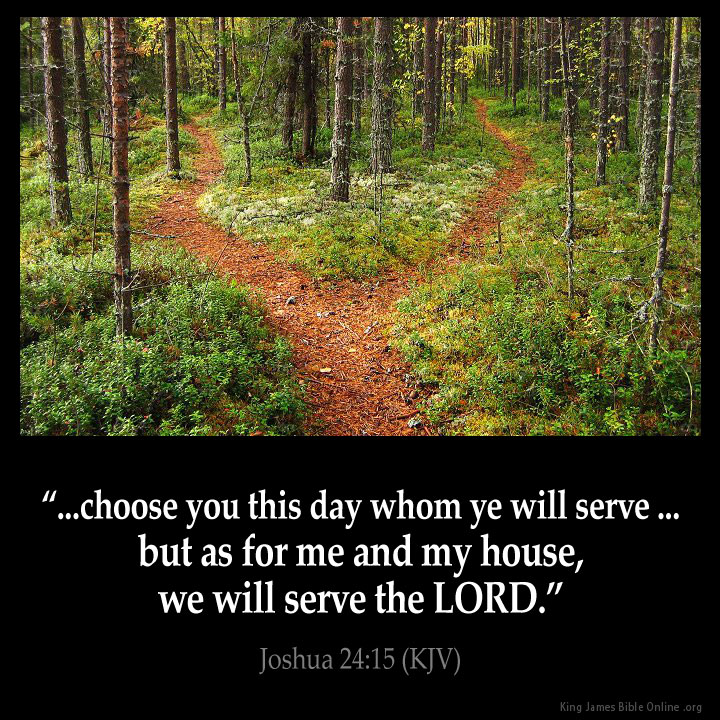 “...choose you this day whom ye will serve ...
but as for me and my house,
we will serve the LORD.”
Joshua 24:15 (KJV)
King James Bible Online .org